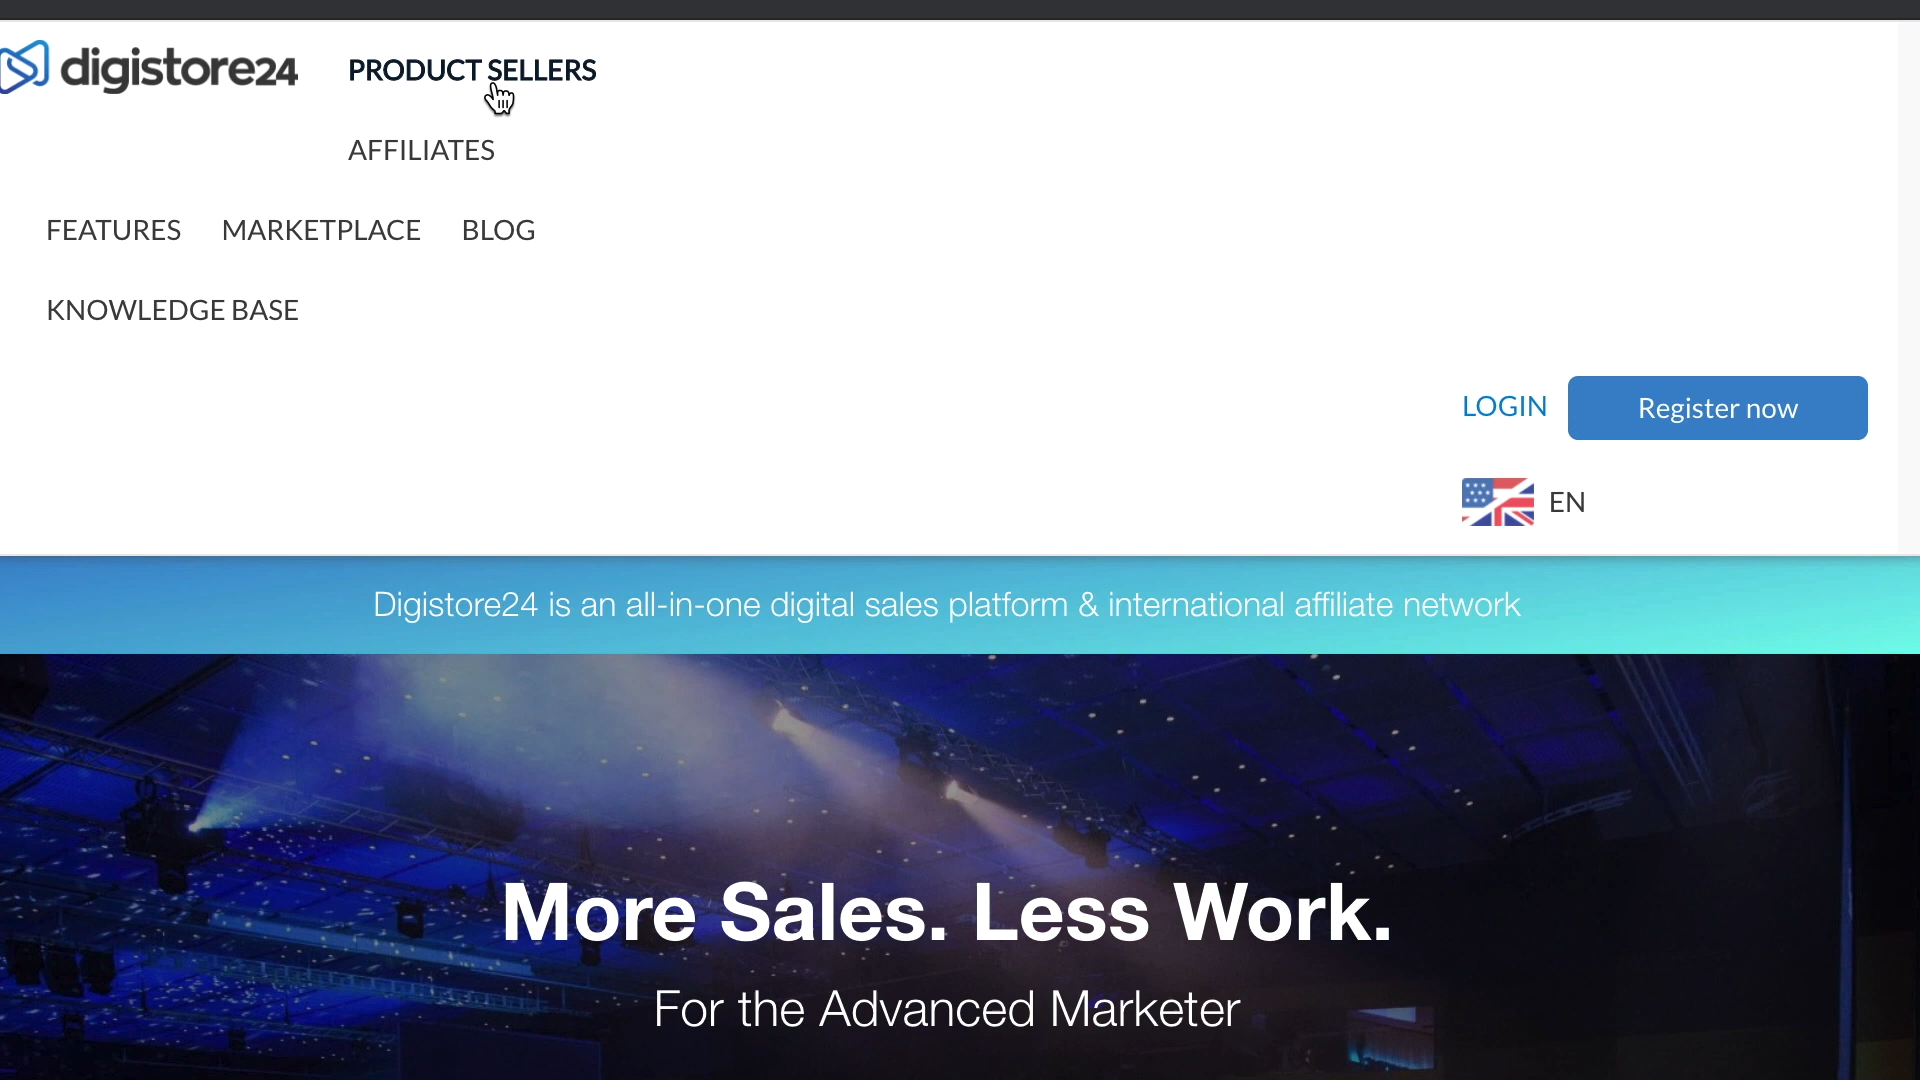 digistore24 PRODUCT SELLERS
AFFILIATES
FEATURES MARKETPLACE BLOG
KNOWLEDGE BASE
LOGIN Register now
EN
Digistore24 is an all-in-one digital sales platform & international affiliate network
More Sales. Less Work.
For the Advanced Marketer